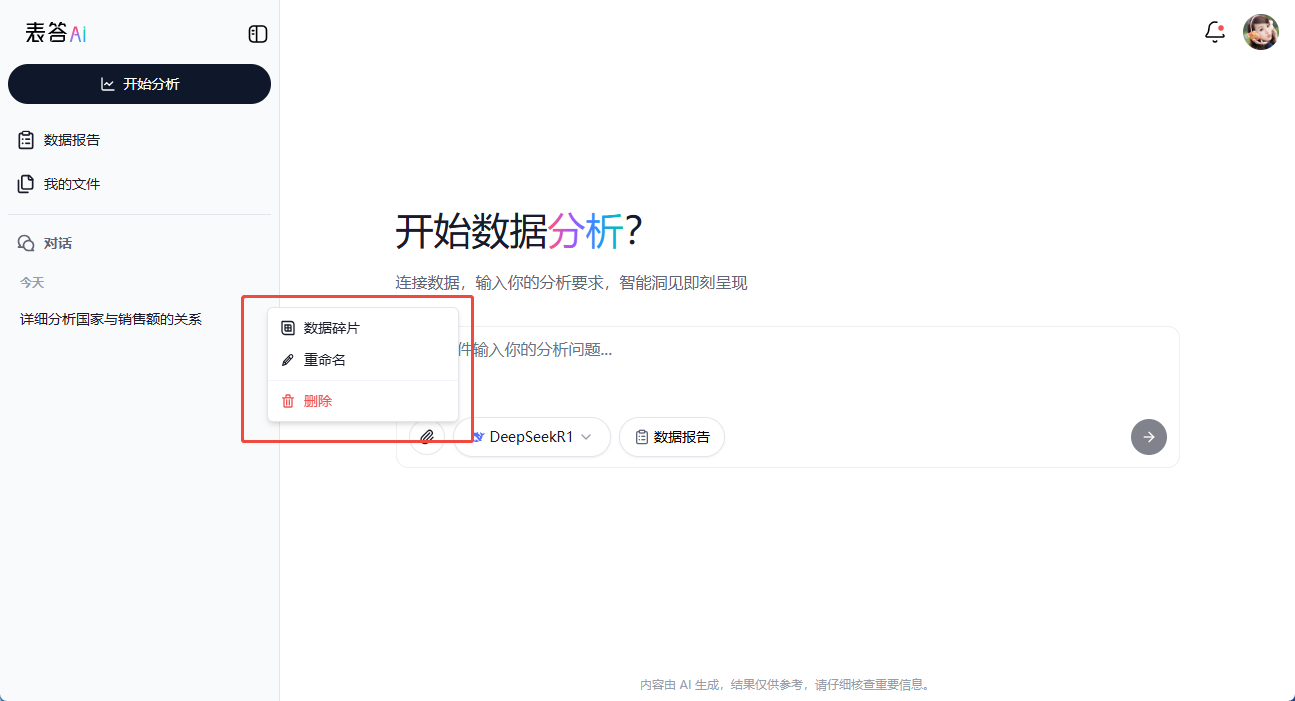 表答Ai
开始分析
数据报告
我的文件
对话
今天
详细分析国家与销售额的关系
数据碎片
重命名
删除
开始数据分析？
连接数据，输入你的分析要求，智能洞见即刻呈现
件输入你的分析问题...
DeepSeekR1
数据报告
内容由 AI 生成，结果仅供参考，请仔细核查重要信息。